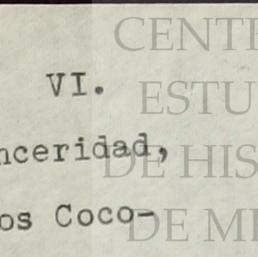 VI.
nceridad,
os Coco-
CENT
ESTU
DE HIS
DE M